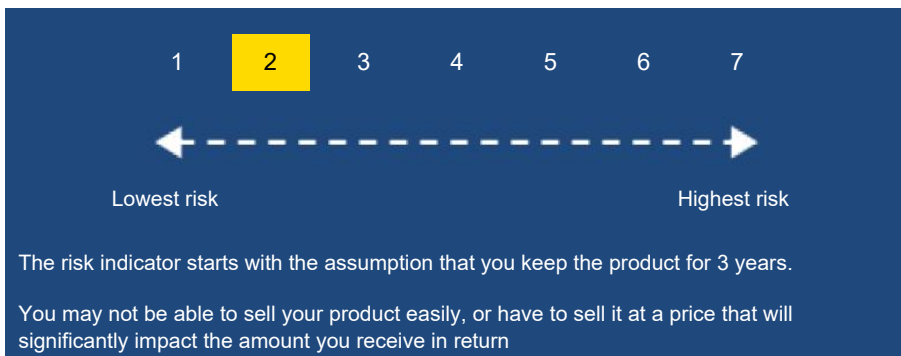 1 2 3 4 5 6 7
Lowest risk Highest risk
The risk indicator starts with the assumption that you keep the product for 3 years.
You may not be able to sell your product easily, or have to sell it at a price that will
significantly impact the amount you receive in return